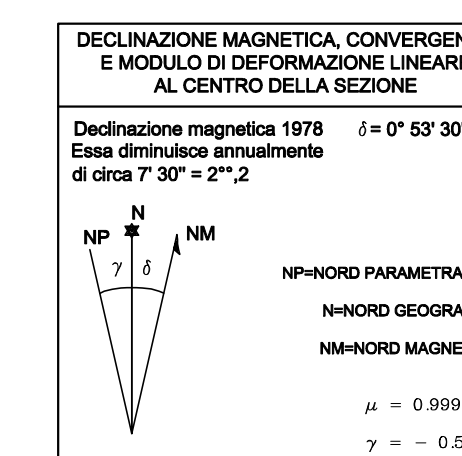 DECLINAZIONE MAGNETICA, CONVERGEN
E MODULO DI DEFORMAZIONE LINEARE
AL CENTRO DELLA SEZIONE
Declinazione magnetica 1978 δ = 0° 53' 30"
Essa diminuisce annualmente
di circa 7' 30" = 2°°,2
N
NP NM
γ δ
NP=NORD PARAMETRA
N=NORD GEOGRA
NM=NORD MAGNE
μ = 0.999
γ = - 0.5